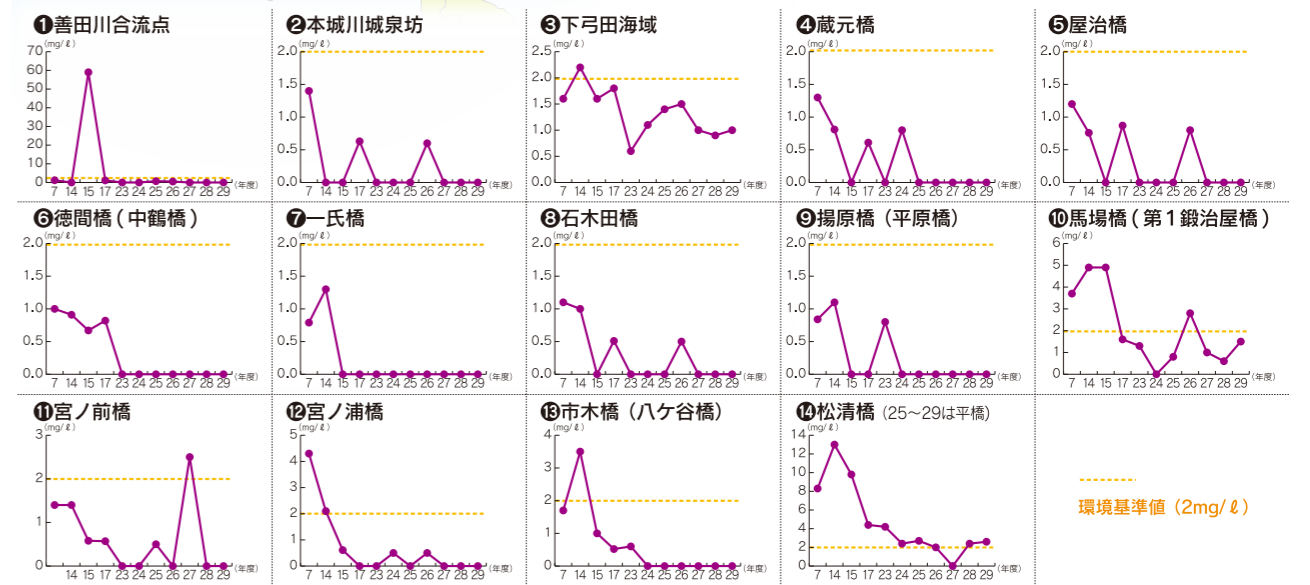 ❶善田川合流点
(mg/ℓ)
70
60
50
40
30
20
10
0
7 14 15 17 23 24 25 26 27 28 29 (年度)
❷本城川城泉坊
(mg/ℓ)
2.0
1.5
1.0
0.5
0.0
7 14 15 17 23 24 25 26 27 28 29 (年度)
❸下弓田海域
(mg/ℓ)
2.5
2.0
1.5
1.0
0.5
0.0
7 14 15 17 23 24 25 26 27 28 29 (年度)
❹蔵元橋
(mg/ℓ)
2.0
1.5
1.0
0.5
0.0
7 14 15 17 23 24 25 26 27 28 29 (年度)
❺屋治橋
(mg/ℓ)
2.0
1.5
1.0
0.5
0.0
7 14 15 17 23 24 25 26 27 28 29 (年度)
❻徳間橋(中鶴橋)
(mg/ℓ)
2.0
1.5
1.0
0.5
0.0
7 14 15 17 23 24 25 26 27 28 29 (年度)
❼一氏橋
(mg/ℓ)
2.0
1.5
1.0
0.5
0.0
7 14 15 17 23 24 25 26 27 28 29 (年度)
❽石木田橋
(mg/ℓ)
2.0
1.5
1.0
0.5
0.0
7 14 15 17 23 24 25 26 27 28 29 (年度)
❾揚原橋(平原橋)
(mg/ℓ)
2.0
1.5
1.0
0.5
0.0
7 14 15 17 23 24 25 26 27 28 29 (年度)
❿馬場橋(第1鍛治屋橋)
(mg/ℓ)
6
5
4
3
2
1
0
7 14 15 17 23 24 25 26 27 28 29 (年度)
⓫宮ノ前橋
(mg/ℓ)
3
2
1
0
14 15 17 23 24 25 26 27 28 29 (年度)
⓬宮ノ浦橋
(mg/ℓ)
5
4
3
2
1
0
7 14 15 17 23 24 25 26 27 28 29 (年度)
⓭市木橋(八ケ谷橋)
(mg/ℓ)
4
3
2
1
0
7 14 15 17 23 24 25 26 27 28 29 (年度)
⓮松清橋 (25〜29は平橋)
(mg/ℓ)
14
12
10
8
6
4
2
0
7 14 15 17 23 24 25 26 27 28 29 (年度)
環境基準値(2mg/ℓ)